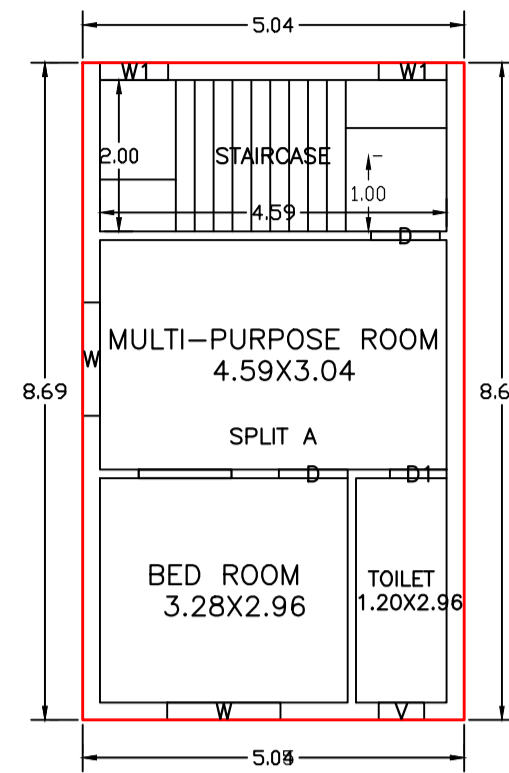 5.04
W1 W1
2.00
STAIRCASE
1.00
4.59
D
MULTI-PURPOSE ROOM
4.59X3.04
W
8.69
8.6
SPLIT A
D D1
BED ROOM
3.28X2.96
TOILET
1.20X2.96
W V